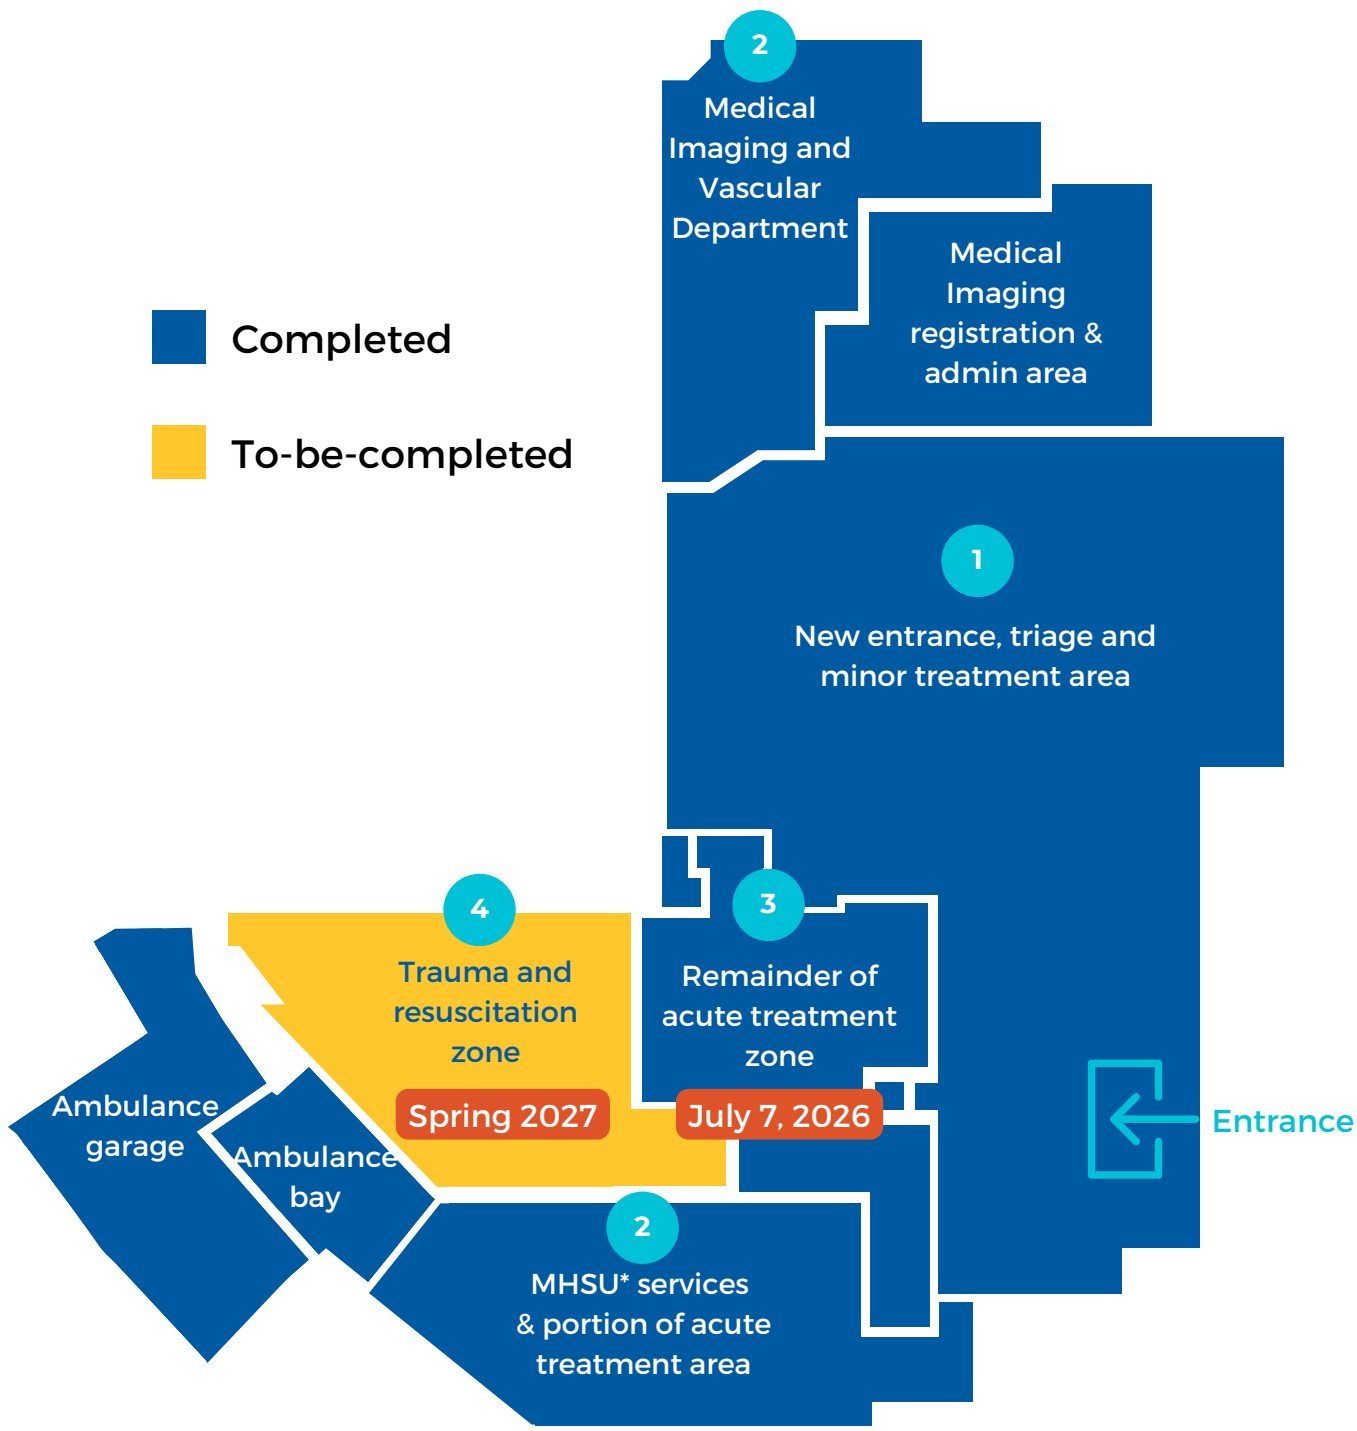 2
Medical
Imaging and
Vascular
Department
Medical
Imaging
registration &
admin area
Completed
To-be-completed
1
New entrance, triage and
minor treatment area
4
Trauma and
resuscitation
zone
Spring 2027
3
Remainder of
acute treatment
zone
July 7, 2026
Ambulance
garage
Ambulance
bay
Entrance
2
MHSU* services
& portion of acute
treatment area